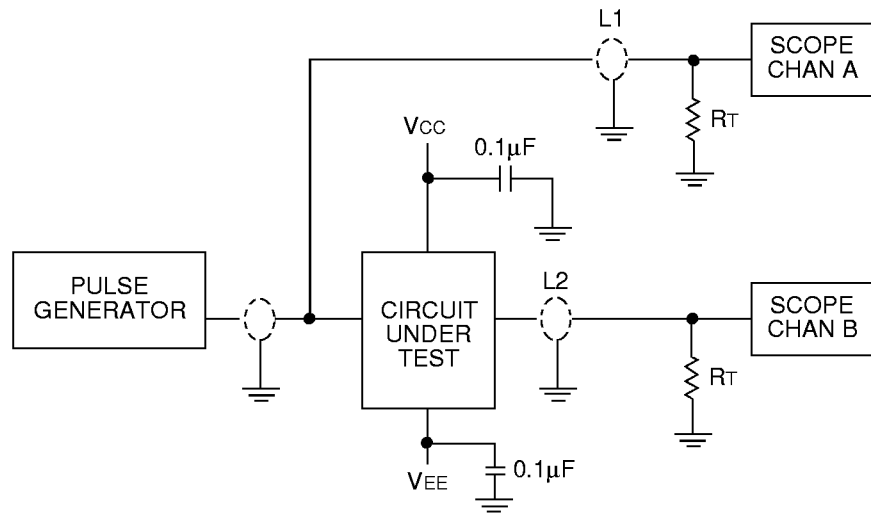 L1
SCOPE
CHAN A
RT
VCC
0.1µF
PULSE
GENERATOR
CIRCUIT
UNDER
TEST
L2
SCOPE
CHAN B
RT
VEE
0.1µF